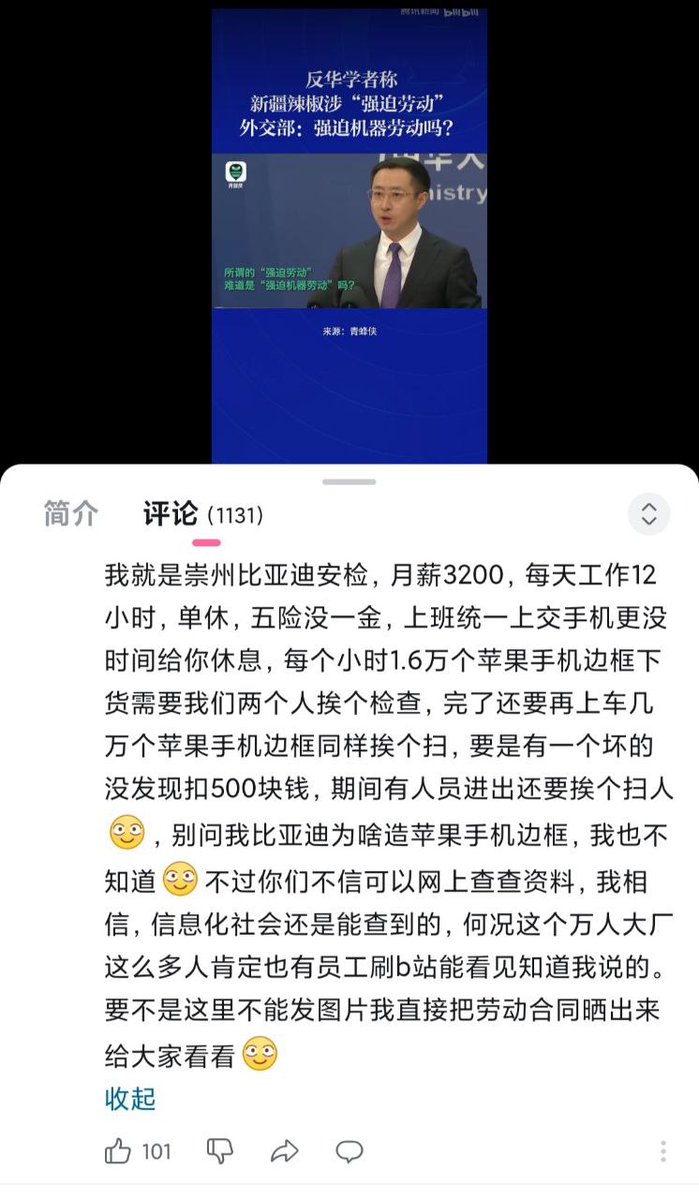 腾讯新闻 bilibili
反华学者称
新疆辣椒涉“强迫劳动”
外交部：强迫机器劳动吗？
中华人
inistry
青蜂侠
所谓的“强迫劳动”
难道是“强迫机器劳动”吗？
来源：青蜂侠
简介 评论 (1131)
我就是崇州比亚迪安检，月薪3200，每天工作12
小时，单休，五险没一金，上班统一上交手机更没
时间给你休息，每个小时1.6万个苹果手机边框下
货需要我们两个人挨个检查，完了还要再上车几
万个苹果手机边框同样挨个扫，要是有一个坏的
没发现扣500块钱，期间有人员进出还要挨个扫人
，别问我比亚迪为啥造苹果手机边框，我也不
知道 不过你们不信可以网上查查资料，我相
信，信息化社会还是能查到的，何况这个万人大厂
这么多人肯定也有员工刷b站能看见知道我说的。
要不是这里不能发图片我直接把劳动合同晒出来
给大家看看
收起
101